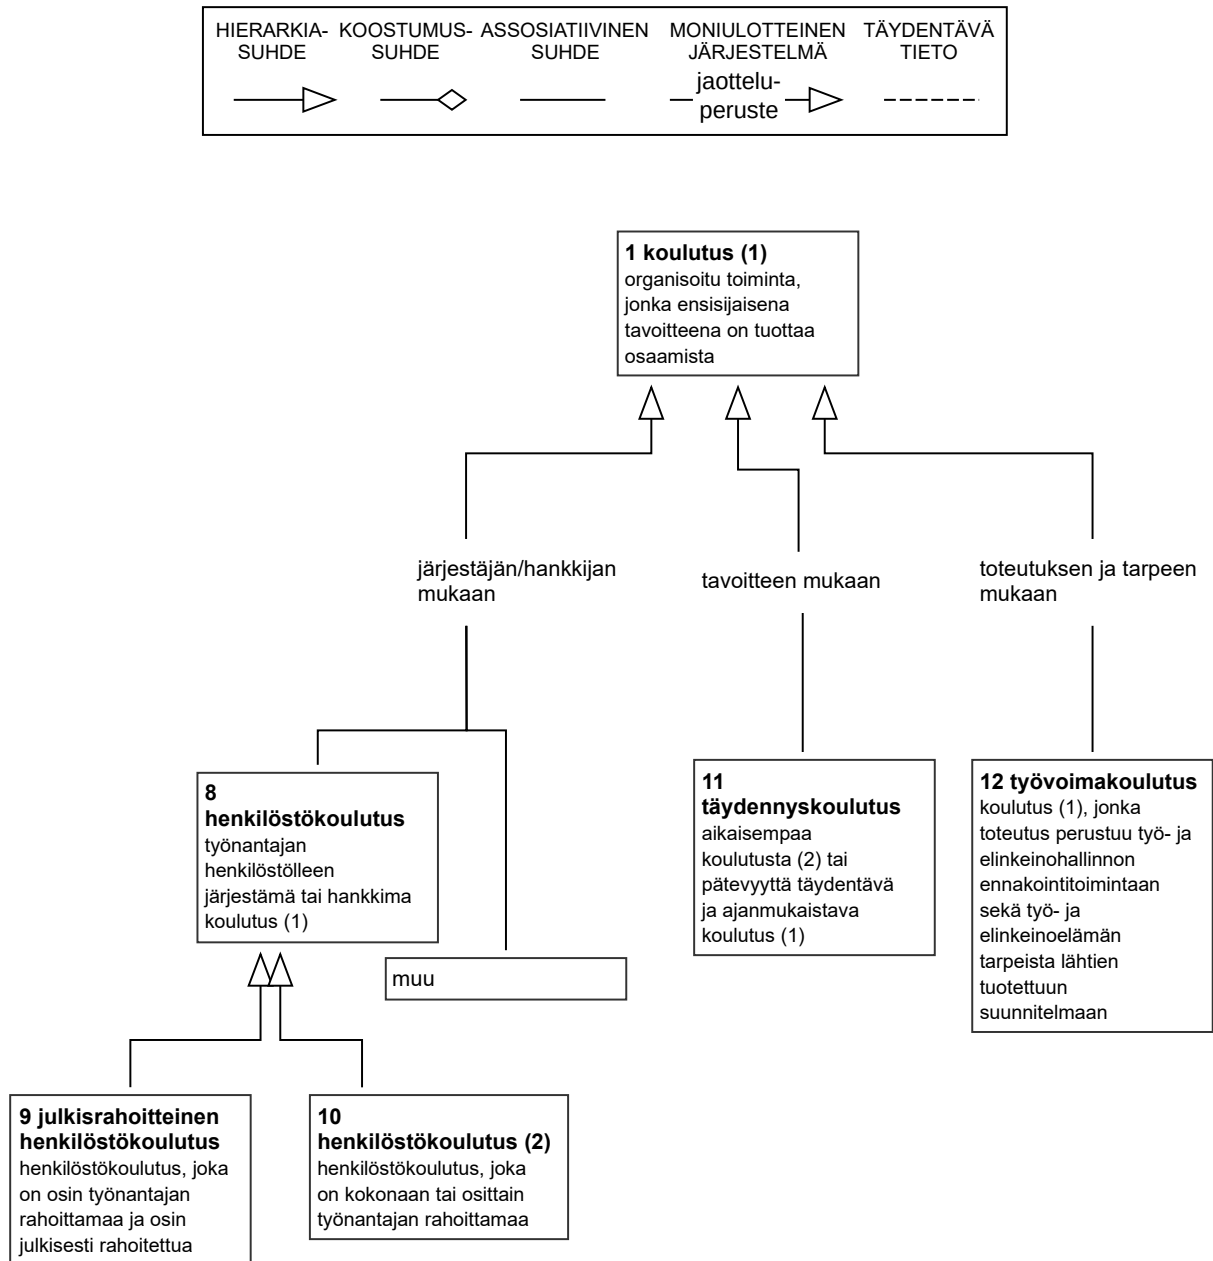 HIERARKIA-
SUHDE
KOOSTUMUS-
SUHDE
ASSOSIATIIVINEN
SUHDE
MONIULOTTEINEN
JÄRJESTELMÄ
jaottelu-
peruste
TÄYDENTÄVÄ
TIETO
1 koulutus (1)
organisoitu toiminta,
jonka ensisijaisena
tavoitteena on tuottaa
osaamista
järjestäjän/hankkijan
mukaan
tavoitteen mukaan
toteutuksen ja tarpeen
mukaan
8
henkilöstökoulutus
työnantajan
henkilöstölleen
järjestämä tai hankkima
koulutus (1)
muu
11
täydennyskoulutus
aikaisempaa
koulutusta (2) tai
pätevyyttä täydentävä
ja ajanmukaistava
koulutus (1)
12 työvoimakoulutus
koulutus (1), jonka
toteutus perustuu työ- ja
elinkeinohallinnon
ennakointitoimintaan
sekä työ- ja
elinkeinoelämän
tarpeista lähtien
tuotettuun
suunnitelmaan
9 julkisrahoitteinen
henkilöstökoulutus
henkilöstökoulutus, joka
on osin työnantajan
rahoittamaa ja osin
julkisesti rahoitettua
10
henkilöstökoulutus (2)
henkilöstökoulutus, joka
on kokonaan tai osittain
työnantajan rahoittamaa